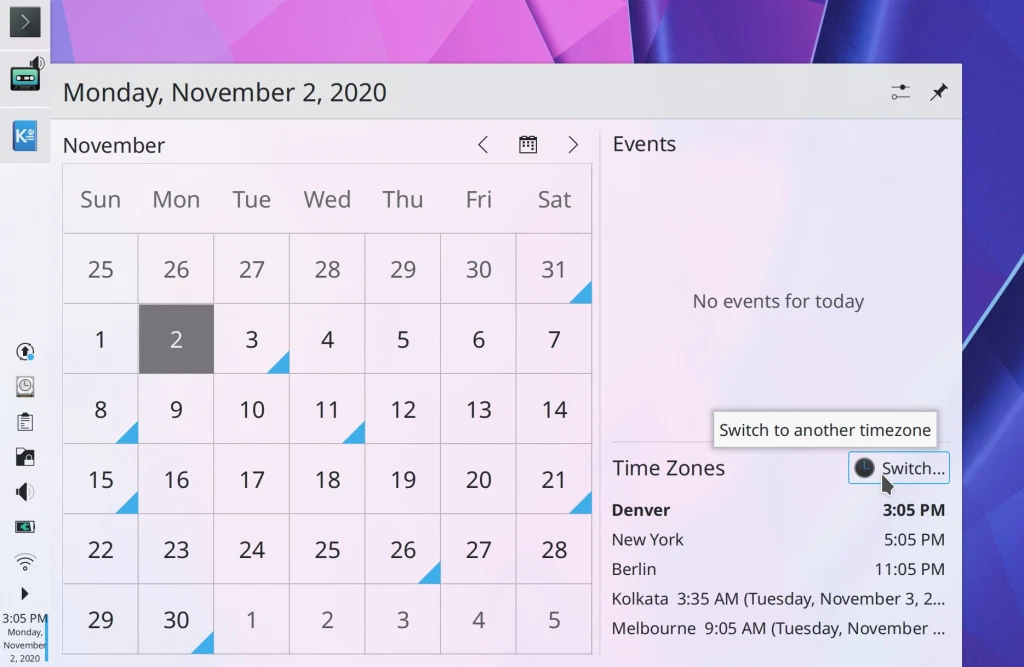 Monday, November 2, 2020
November
Sun Mon Tue Wed Thu Fri Sat
25 26 27 28 29 30 31
1 2 3 4 5 6 7
8 9 10 11 12 13 14
15 16 17 18 19 20 21
22 23 24 25 26 27 28
29 30 1 2 3 4 5
Events
No events for today
Switch to another timezone
Time Zones
Switch...
Denver 3:05 PM
New York 5:05 PM
Berlin 11:05 PM
Kolkata 3:35 AM (Tuesday, November 3, 2...
Melbourne 9:05 AM (Tuesday, November ...
3:05 PM
Monday,
November
2, 2020